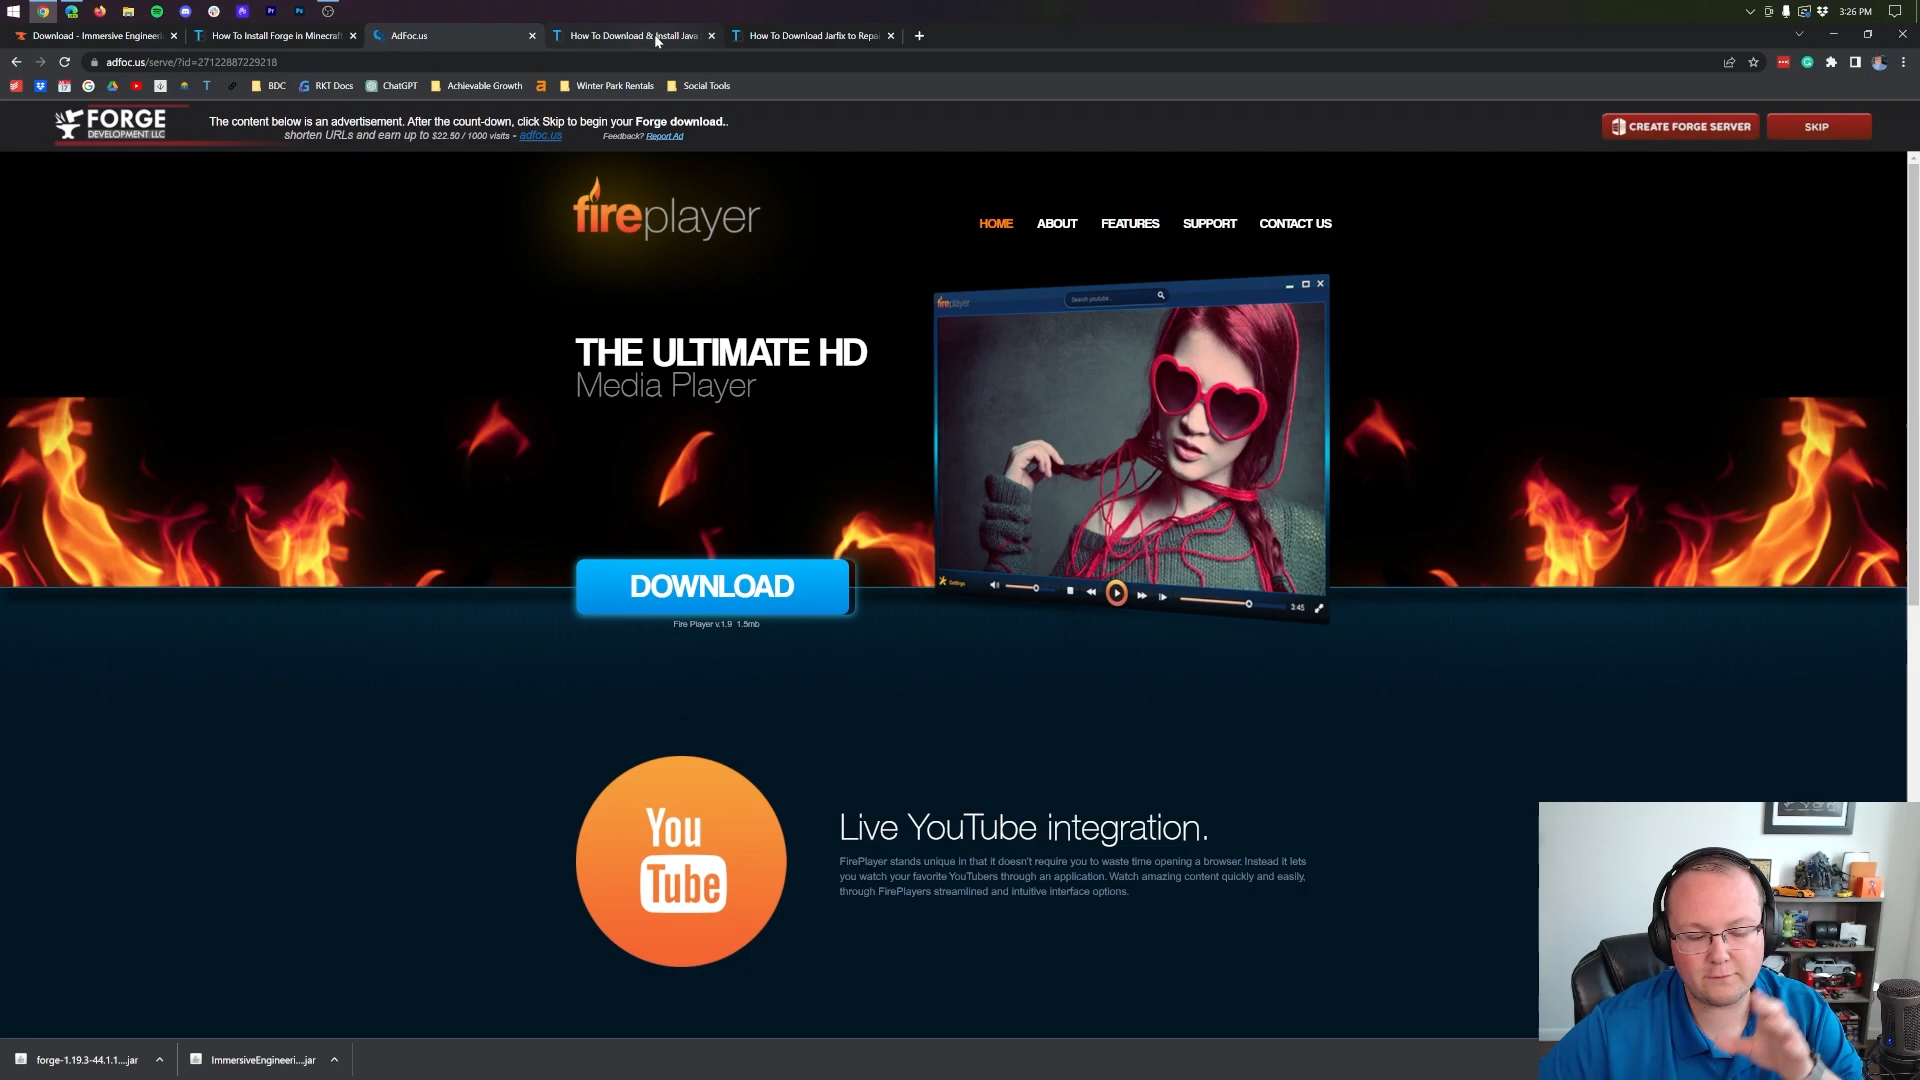 3:26 PM
Download - Immersive Engineeri
How To Install Forge in Minecraft
AdFoc.us
How To Download & Install Java
How To Download Jarfix to Repai
adfoc.us/serve/?id=27122887229218
BDC
RKT Docs
ChatGPT
Achievable Growth
Winter Park Rentals
Social Tools
FORGE
DEVELOPMENT LLC
The content below is an advertisement. After the count-down, click Skip to begin your Forge download..
shorten URLs and earn up to $22.50 / 1000 visits - adfoc.us
Feedback? Report Ad
CREATE FORGE SERVER
SKIP
fireplayer
HOME
ABOUT
FEATURES
SUPPORT
CONTACT US
fireplayer
Search youtube...
THE ULTIMATE HD
Media Player
Settings
3:45
DOWNLOAD
Fire Player v.1.9 1.5mb
You
Tube
Live YouTube integration.
FirePlayer stands unique in that it doesn't require you to waste time opening a browser. Instead it lets
you watch your favorite YouTubers through an application. Watch amazing content quickly and easily,
through FirePlayers streamlined and intuitive interface options.
forge-1.19.3-44.1.1....jar
ImmersiveEngineeri....jar